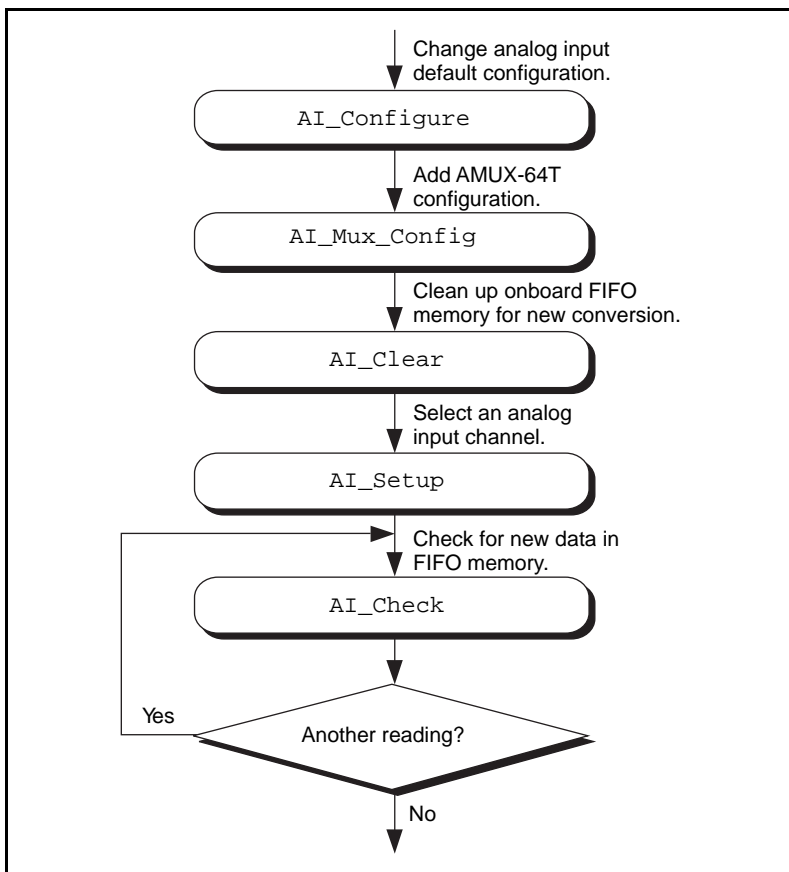 Change analog input
default configuration.
AI_Configure
Add AMUX-64T
configuration.
AI_Mux_Config
Clean up onboard FIFO
memory for new conversion.
AI_Clear
Select an analog
input channel.
AI_Setup
Check for new data in
FIFO memory.
AI_Check
Yes
Another reading?
No